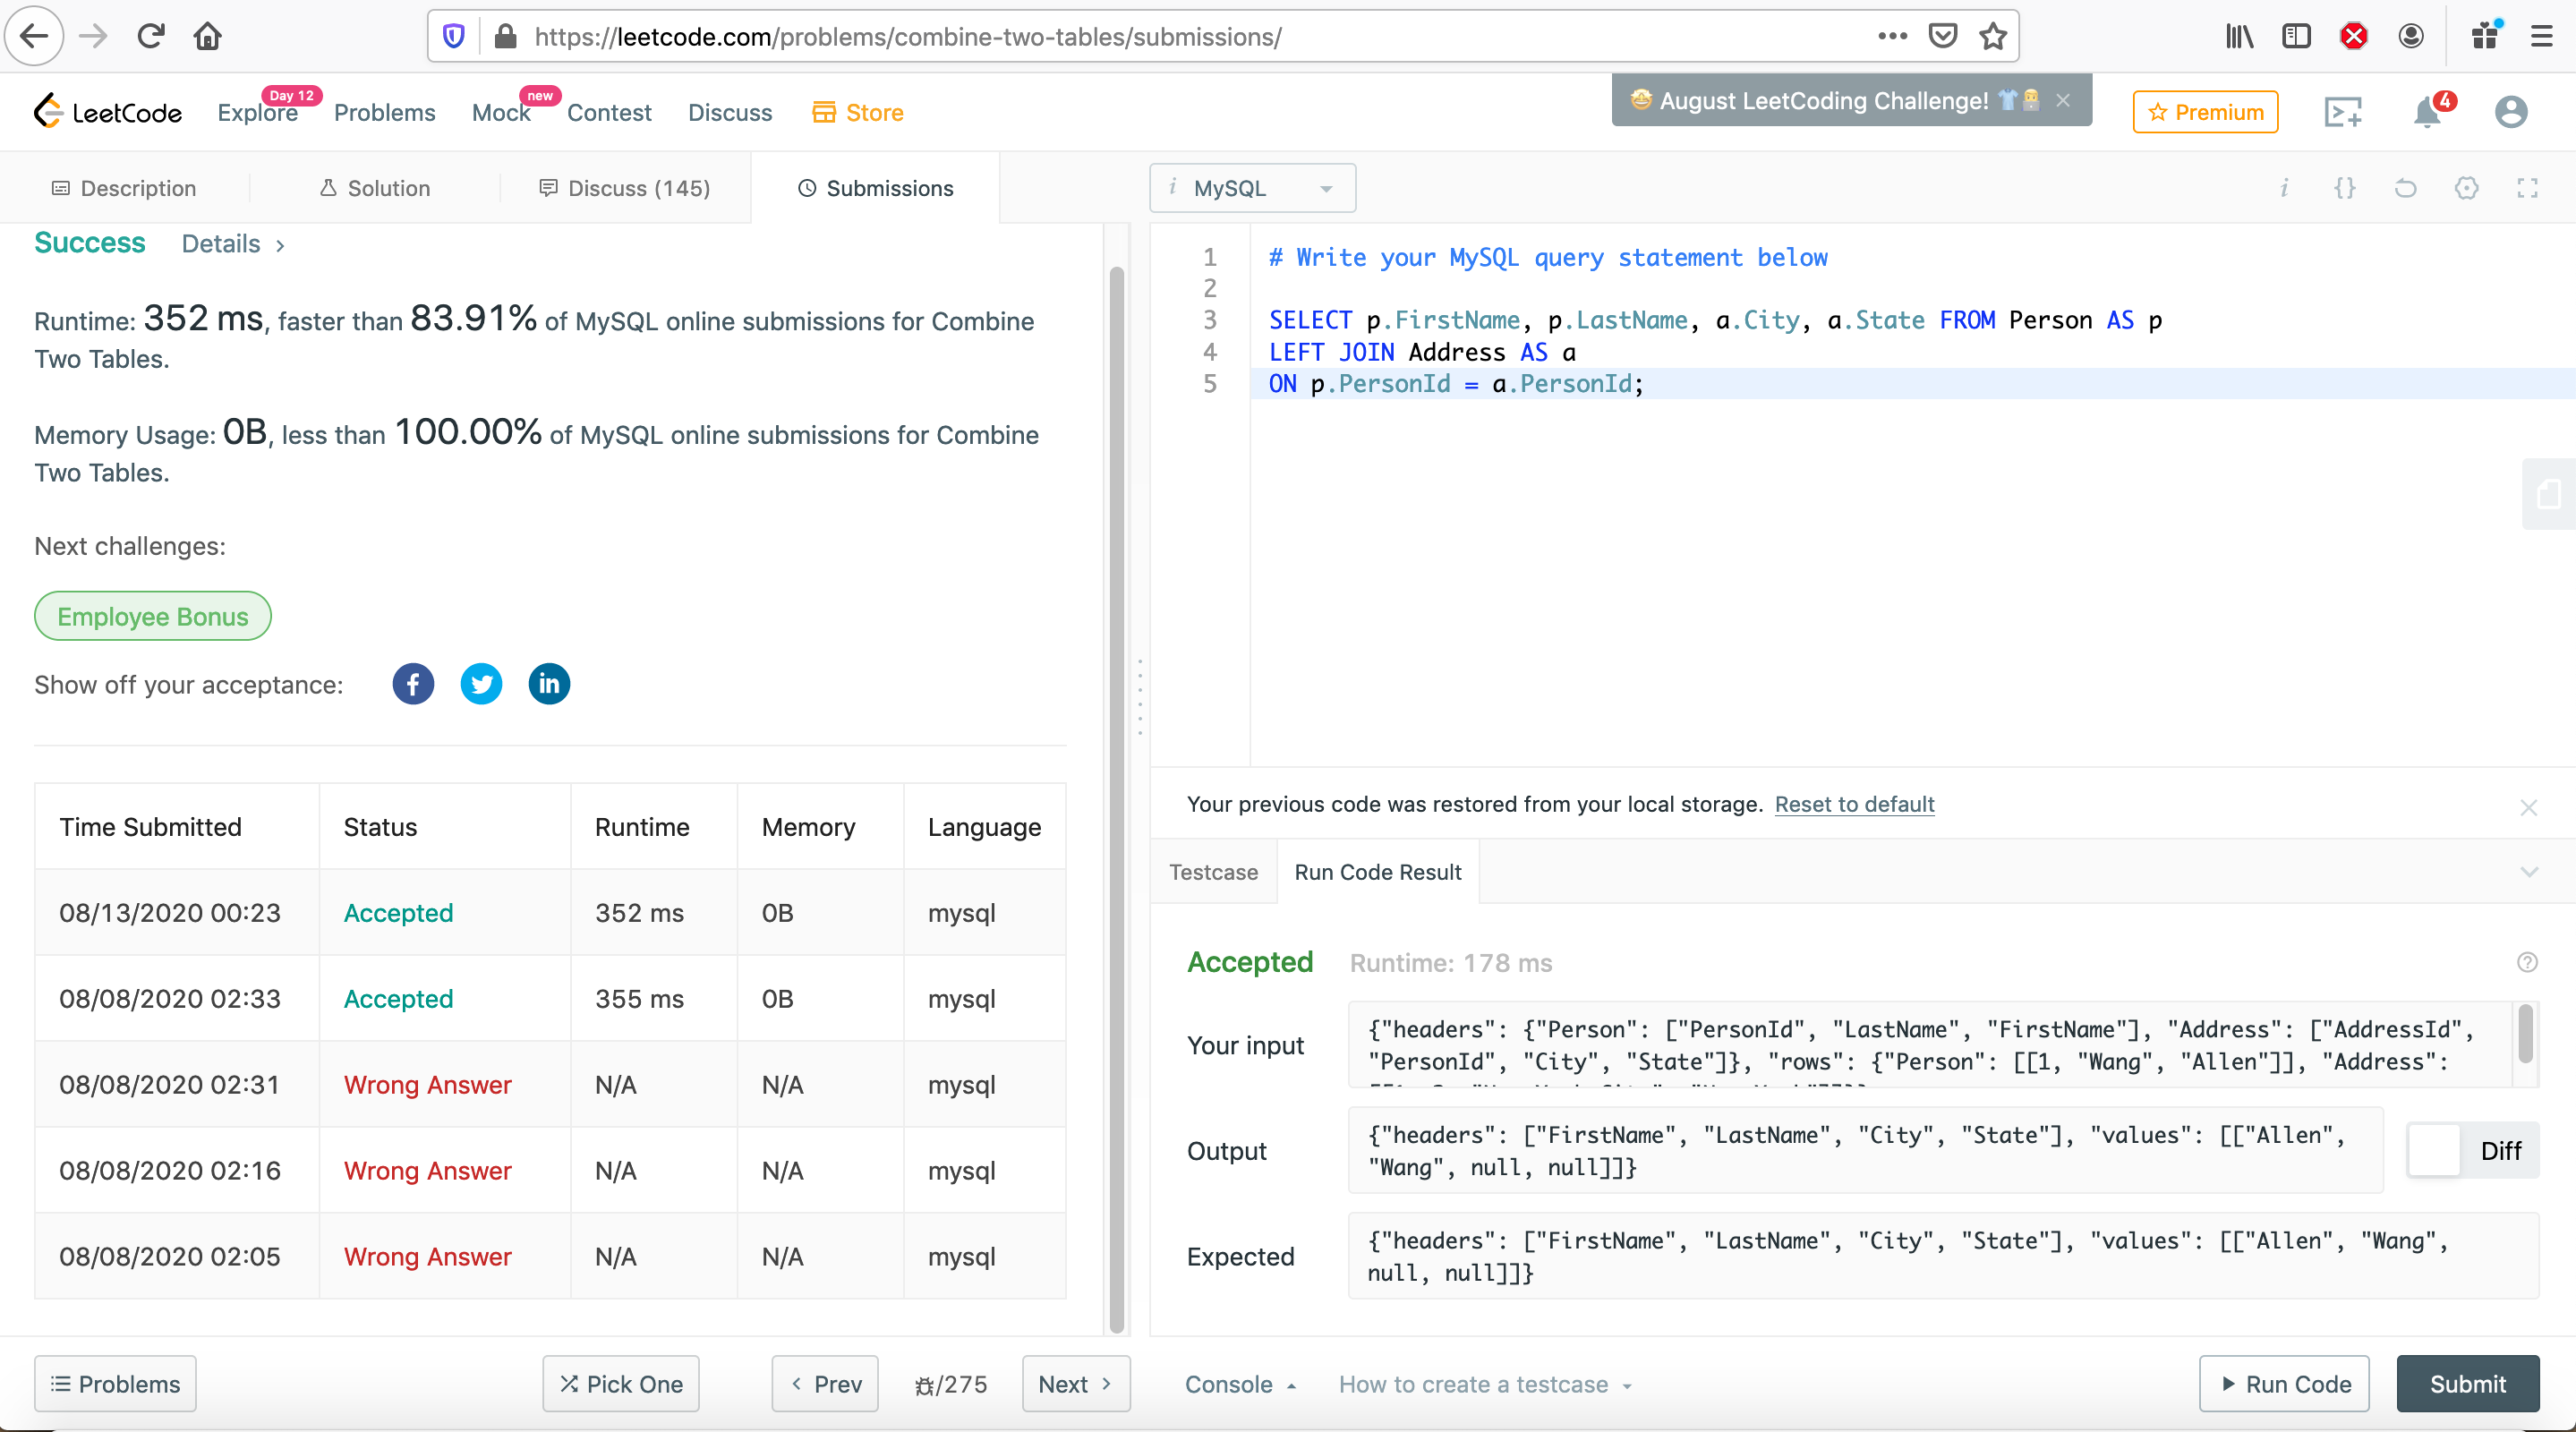 https://leetcode.com/problems/combine-two-tables/submissions/
LeetCode
Explore
Day 12
Problems
Mock
new
Contest
Discuss
Store
August LeetCoding Challenge!
Premium
4
Description
Solution
Discuss (145)
Submissions
i MySQL
Success
Details
Runtime: 352 ms, faster than 83.91% of MySQL online submissions for Combine
Two Tables.
Memory Usage: 0B, less than 100.00% of MySQL online submissions for Combine
Two Tables.
Next challenges:
Employee Bonus
Show off your acceptance:
Time Submitted Status Runtime Memory Language
08/13/2020 00:23 Accepted 352 ms 0B mysql
08/08/2020 02:33 Accepted 355 ms 0B mysql
08/08/2020 02:31 Wrong Answer N/A N/A mysql
08/08/2020 02:16 Wrong Answer N/A N/A mysql
08/08/2020 02:05 Wrong Answer N/A N/A mysql
Problems
Pick One
Prev
/275
Next
1 # Write your MySQL query statement below
2
3 SELECT p.FirstName, p.LastName, a.City, a.State FROM Person AS p
4 LEFT JOIN Address AS a
5 ON p.PersonId = a.PersonId;
Your previous code was restored from your local storage. Reset to default
Testcase
Run Code Result
Accepted Runtime: 178 ms
Your input
{"headers": {"Person": ["PersonId", "LastName", "FirstName"], "Address": ["AddressId",
"PersonId", "City", "State"]}, "rows": {"Person": [[1, "Wang", "Allen"]], "Address":
Output
{"headers": ["FirstName", "LastName", "City", "State"], "values": [["Allen",
"Wang", null, null]]}
Diff
Expected
{"headers": ["FirstName", "LastName", "City", "State"], "values": [["Allen", "Wang",
null, null]]}
Console
How to create a testcase
Run Code
Submit